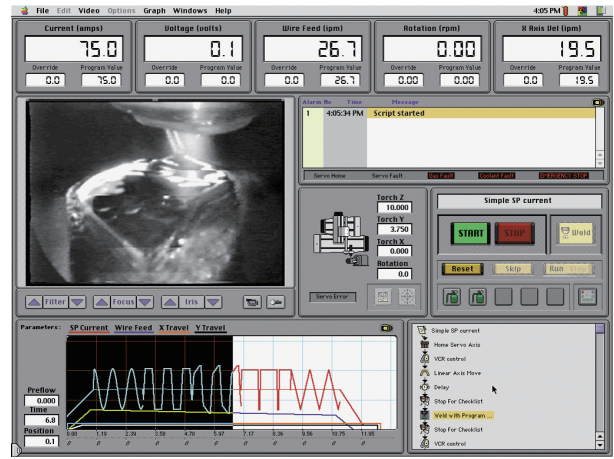 File Edit Video Options Graph Windows Help 4:05 PM
Current (amps) Voltage (volts) Wire Feed (ipm) Rotation (rpm) X Axis Vel (ipm)
75.0 0.1 26.7 0.00 19.5
Override Program Value Override Program Value Override Program Value Override Program Value Override Program Value
0.0 75.0 0.0 0.0 0.0 26.7 0.00 0.00 0.0 19.5
Alarm No Time Message
1 4:05:34 PM Script started
Servo Home Servo Fault Gas Fault Coolant Fault EMERGENCY STOP
Torch Z
10.000
Torch Y
3.750
Torch X
0.000
Rotation
0.0
Servo Error
Simple SP current
START STOP Weld
Reset Skip Run Step
Filter Focus Iris
Parameters: SP Current Wire Feed X Travel Y Travel
Preflow
0.000
Time
6.8
Position
0.1
0.00 1.19 2.39 3.58 4.78 5.97 7.17 8.36 9.56 10.75 11.95
Simple SP current
Home Servo Axis
VCR control
Linear Axis Move
Delay
Stop For Checklist
Weld with Program ...
Stop For Checklist
VCR control